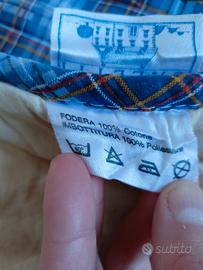 FODERA 100% Cotone
IMBOTTITURA 100% Poliestere
subito